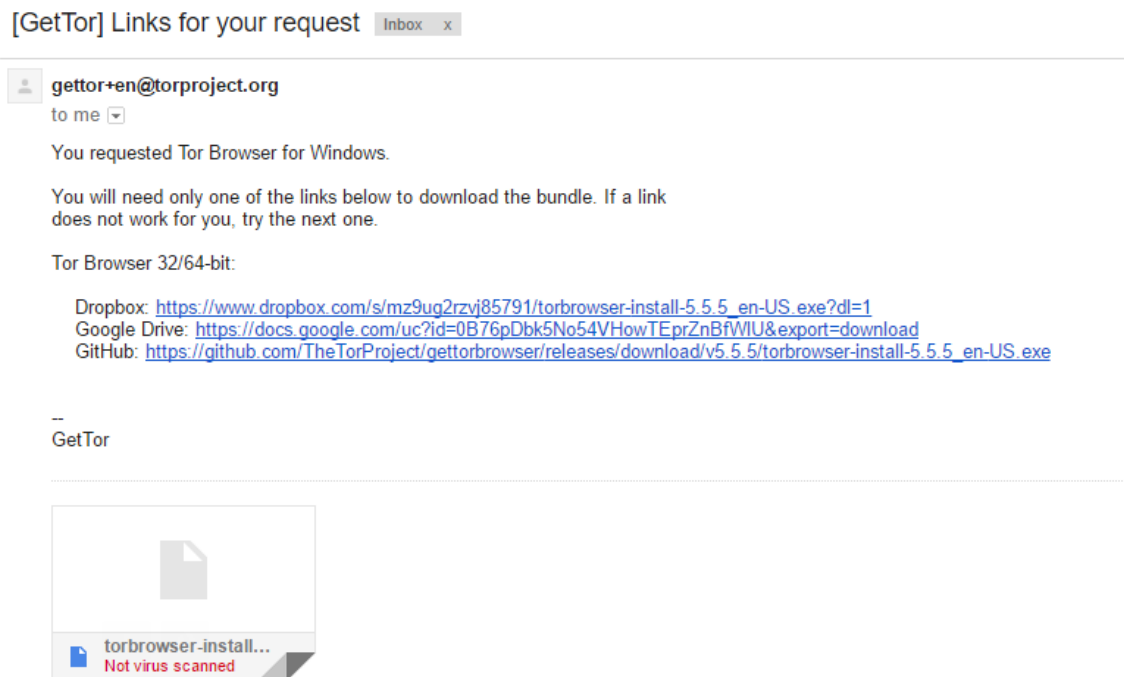 [GetTor] Links for your request Inbox x
gettor+en@torproject.org
to me
You requested Tor Browser for Windows.
You will need only one of the links below to download the bundle. If a link
does not work for you, try the next one.
Tor Browser 32/64-bit:
Dropbox: https://www.dropbox.com/s/mz9ug2rzvj85791/torbrowser-install-5.5.5_en-US.exe?dl=1
Google Drive: https://docs.google.com/uc?id=0B76pDbk5No54VHowTEprZnBfWlU&export=download
GitHub: https://github.com/TheTorProject/gettorbrowser/releases/download/v5.5.5/torbrowser-install-5.5.5_en-US.exe
--
GetTor
torbrowser-install...
Not virus scanned